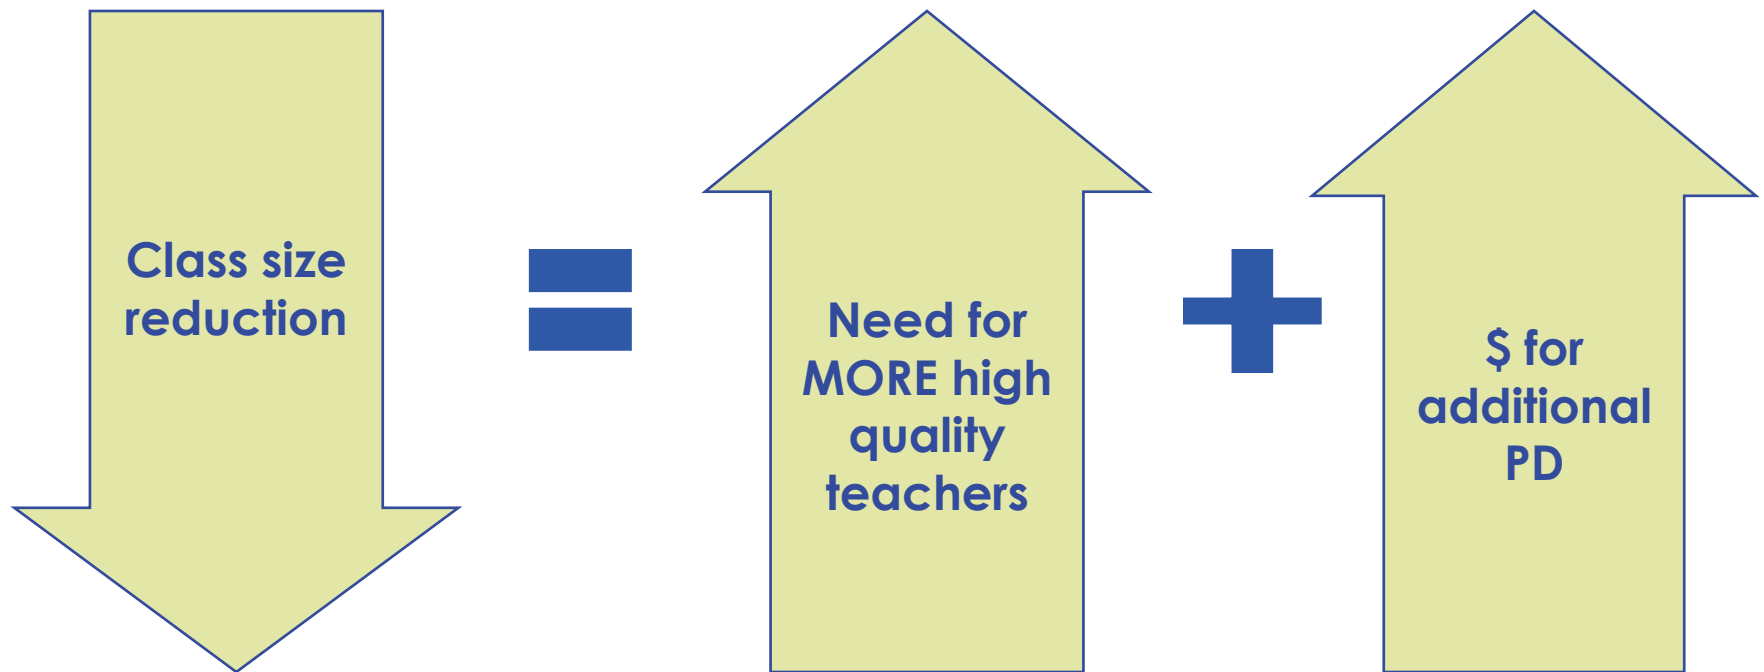 Class size
reduction
Need for
MORE high
quality
teachers
$ for
additional
PD